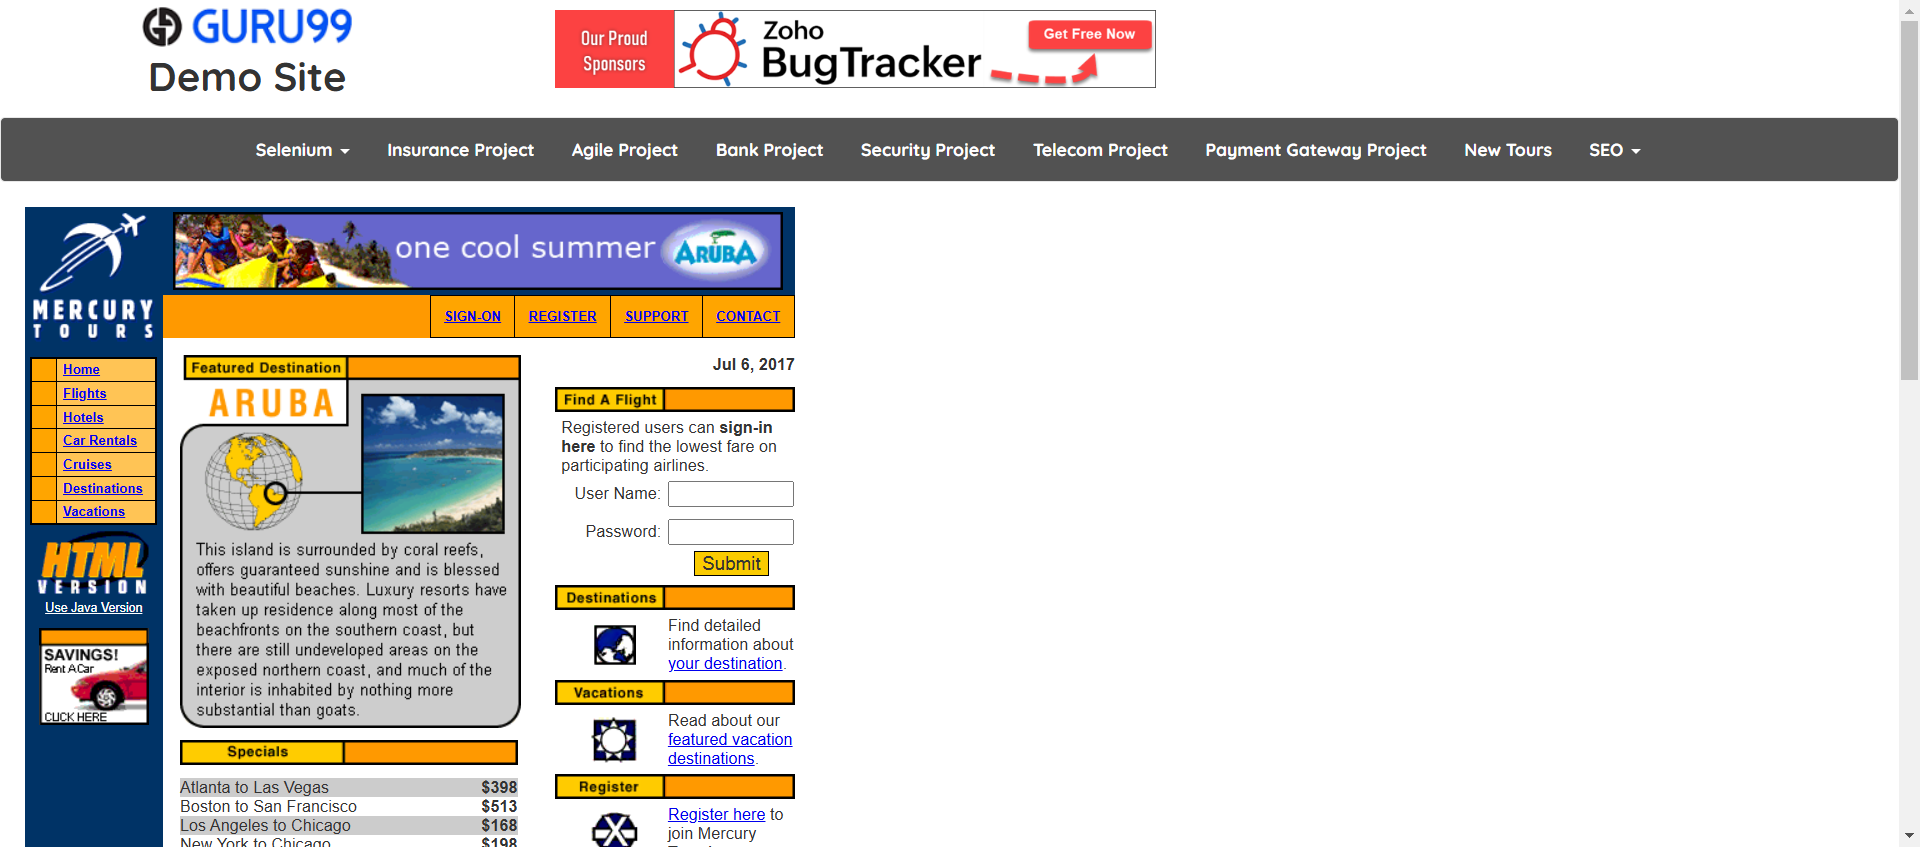 GURU99
Demo Site
Our Proud
Sponsors
Zoho
BugTracker
Get Free Now
Selenium
Insurance Project
Agile Project
Bank Project
Security Project
Telecom Project
Payment Gateway Project
New Tours
SEO
MERCURY
TOURS
one cool summer
ARUBA
SIGN-ON
REGISTER
SUPPORT
CONTACT
Home
Flights
Hotels
Car Rentals
Cruises
Destinations
Vacations
HTML
VERSION
Use Java Version
SAVINGS!
Rent A Car
CLICK HERE
Featured Destination
ARUBA
This island is surrounded by coral reefs,
offers guaranteed sunshine and is blessed
with beautiful beaches. Luxury resorts have
taken up residence along most of the
beachfronts on the southern coast, but
there are still undeveloped areas on the
exposed northern coast, and much of the
interior is inhabited by nothing more
substantial than goats.
Specials
Atlanta to Las Vegas $398
Boston to San Francisco $513
Los Angeles to Chicago $168
New York to Chicago $198
Jul 6, 2017
Find A Flight
Registered users can sign-in
here to find the lowest fare on
participating airlines.
User Name:
Password:
Submit
Destinations
Find detailed
information about
your destination.
Vacations
Read about our
featured vacation
destinations.
Register
Register here to
join Mercury